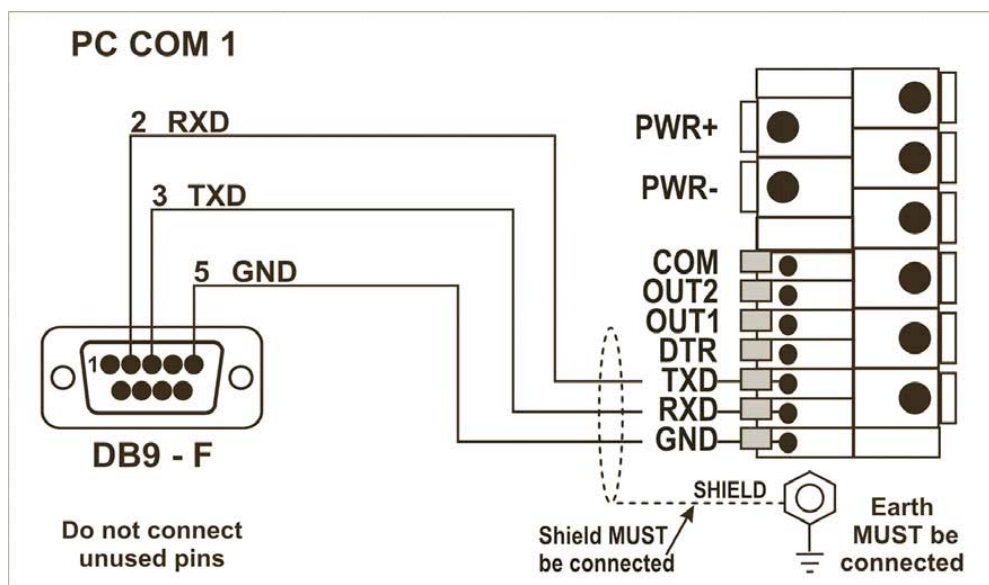 PC COM 1
2 RXD
3 TXD
5 GND
1
DB9 - F
Do not connect
unused pins
PWR+
PWR-
COM
OUT2
OUT1
DTR
TXD
RXD
GND
SHIELD
Shield MUST
be connected
Earth
MUST be
connected